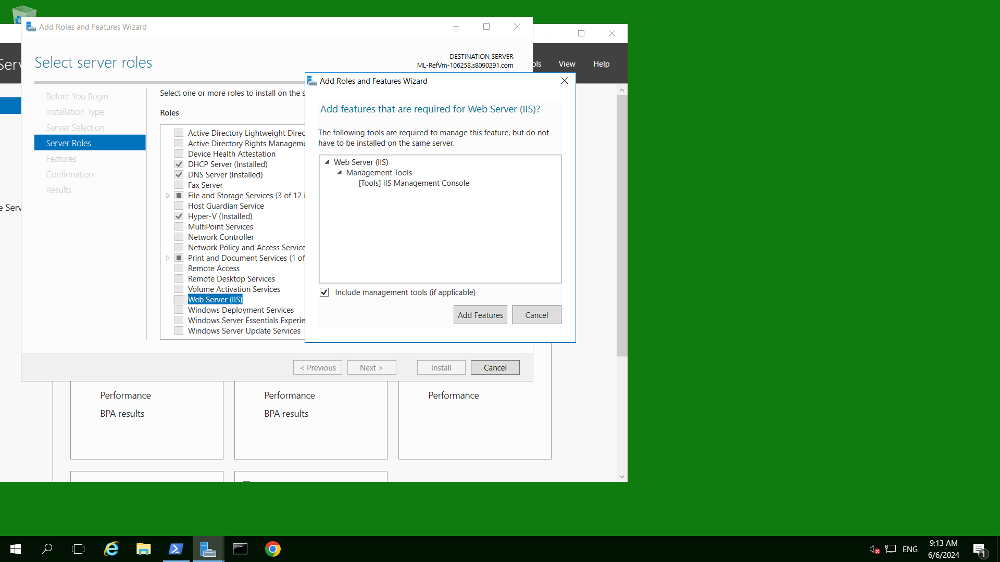 Add Roles and Features Wizard
Select server roles
DESTINATION SERVER
ML-RefVm-106258.s8090291.com
View
Help
Before You Begin
Installation Type
Server Selection
Server Roles
Features
Confirmation
Results
Select one or more roles to install on the s
Roles
Active Directory Lightweight Direc
Active Directory Rights Manageme
Device Health Attestation
DHCP Server (Installed)
DNS Server (Installed)
Fax Server
File and Storage Services (3 of 12 i
Host Guardian Service
Hyper-V (Installed)
MultiPoint Services
Network Controller
Network Policy and Access Service
Print and Document Services (1 of
Remote Access
Remote Desktop Services
Volume Activation Services
Web Server (IIS)
Windows Deployment Services
Windows Server Essentials Experie
Windows Server Update Services
Add Roles and Features Wizard
Add features that are required for Web Server (IIS)?
The following tools are required to manage this feature, but do not
have to be installed on the same server.
Web Server (IIS)
Management Tools
[Tools] IIS Management Console
Include management tools (if applicable)
Add Features
Cancel
< Previous
Next >
Install
Cancel
Performance
BPA results
Performance
BPA results
Performance
ols
Serv
e Serv
ENG
9:13 AM
6/6/2024
1